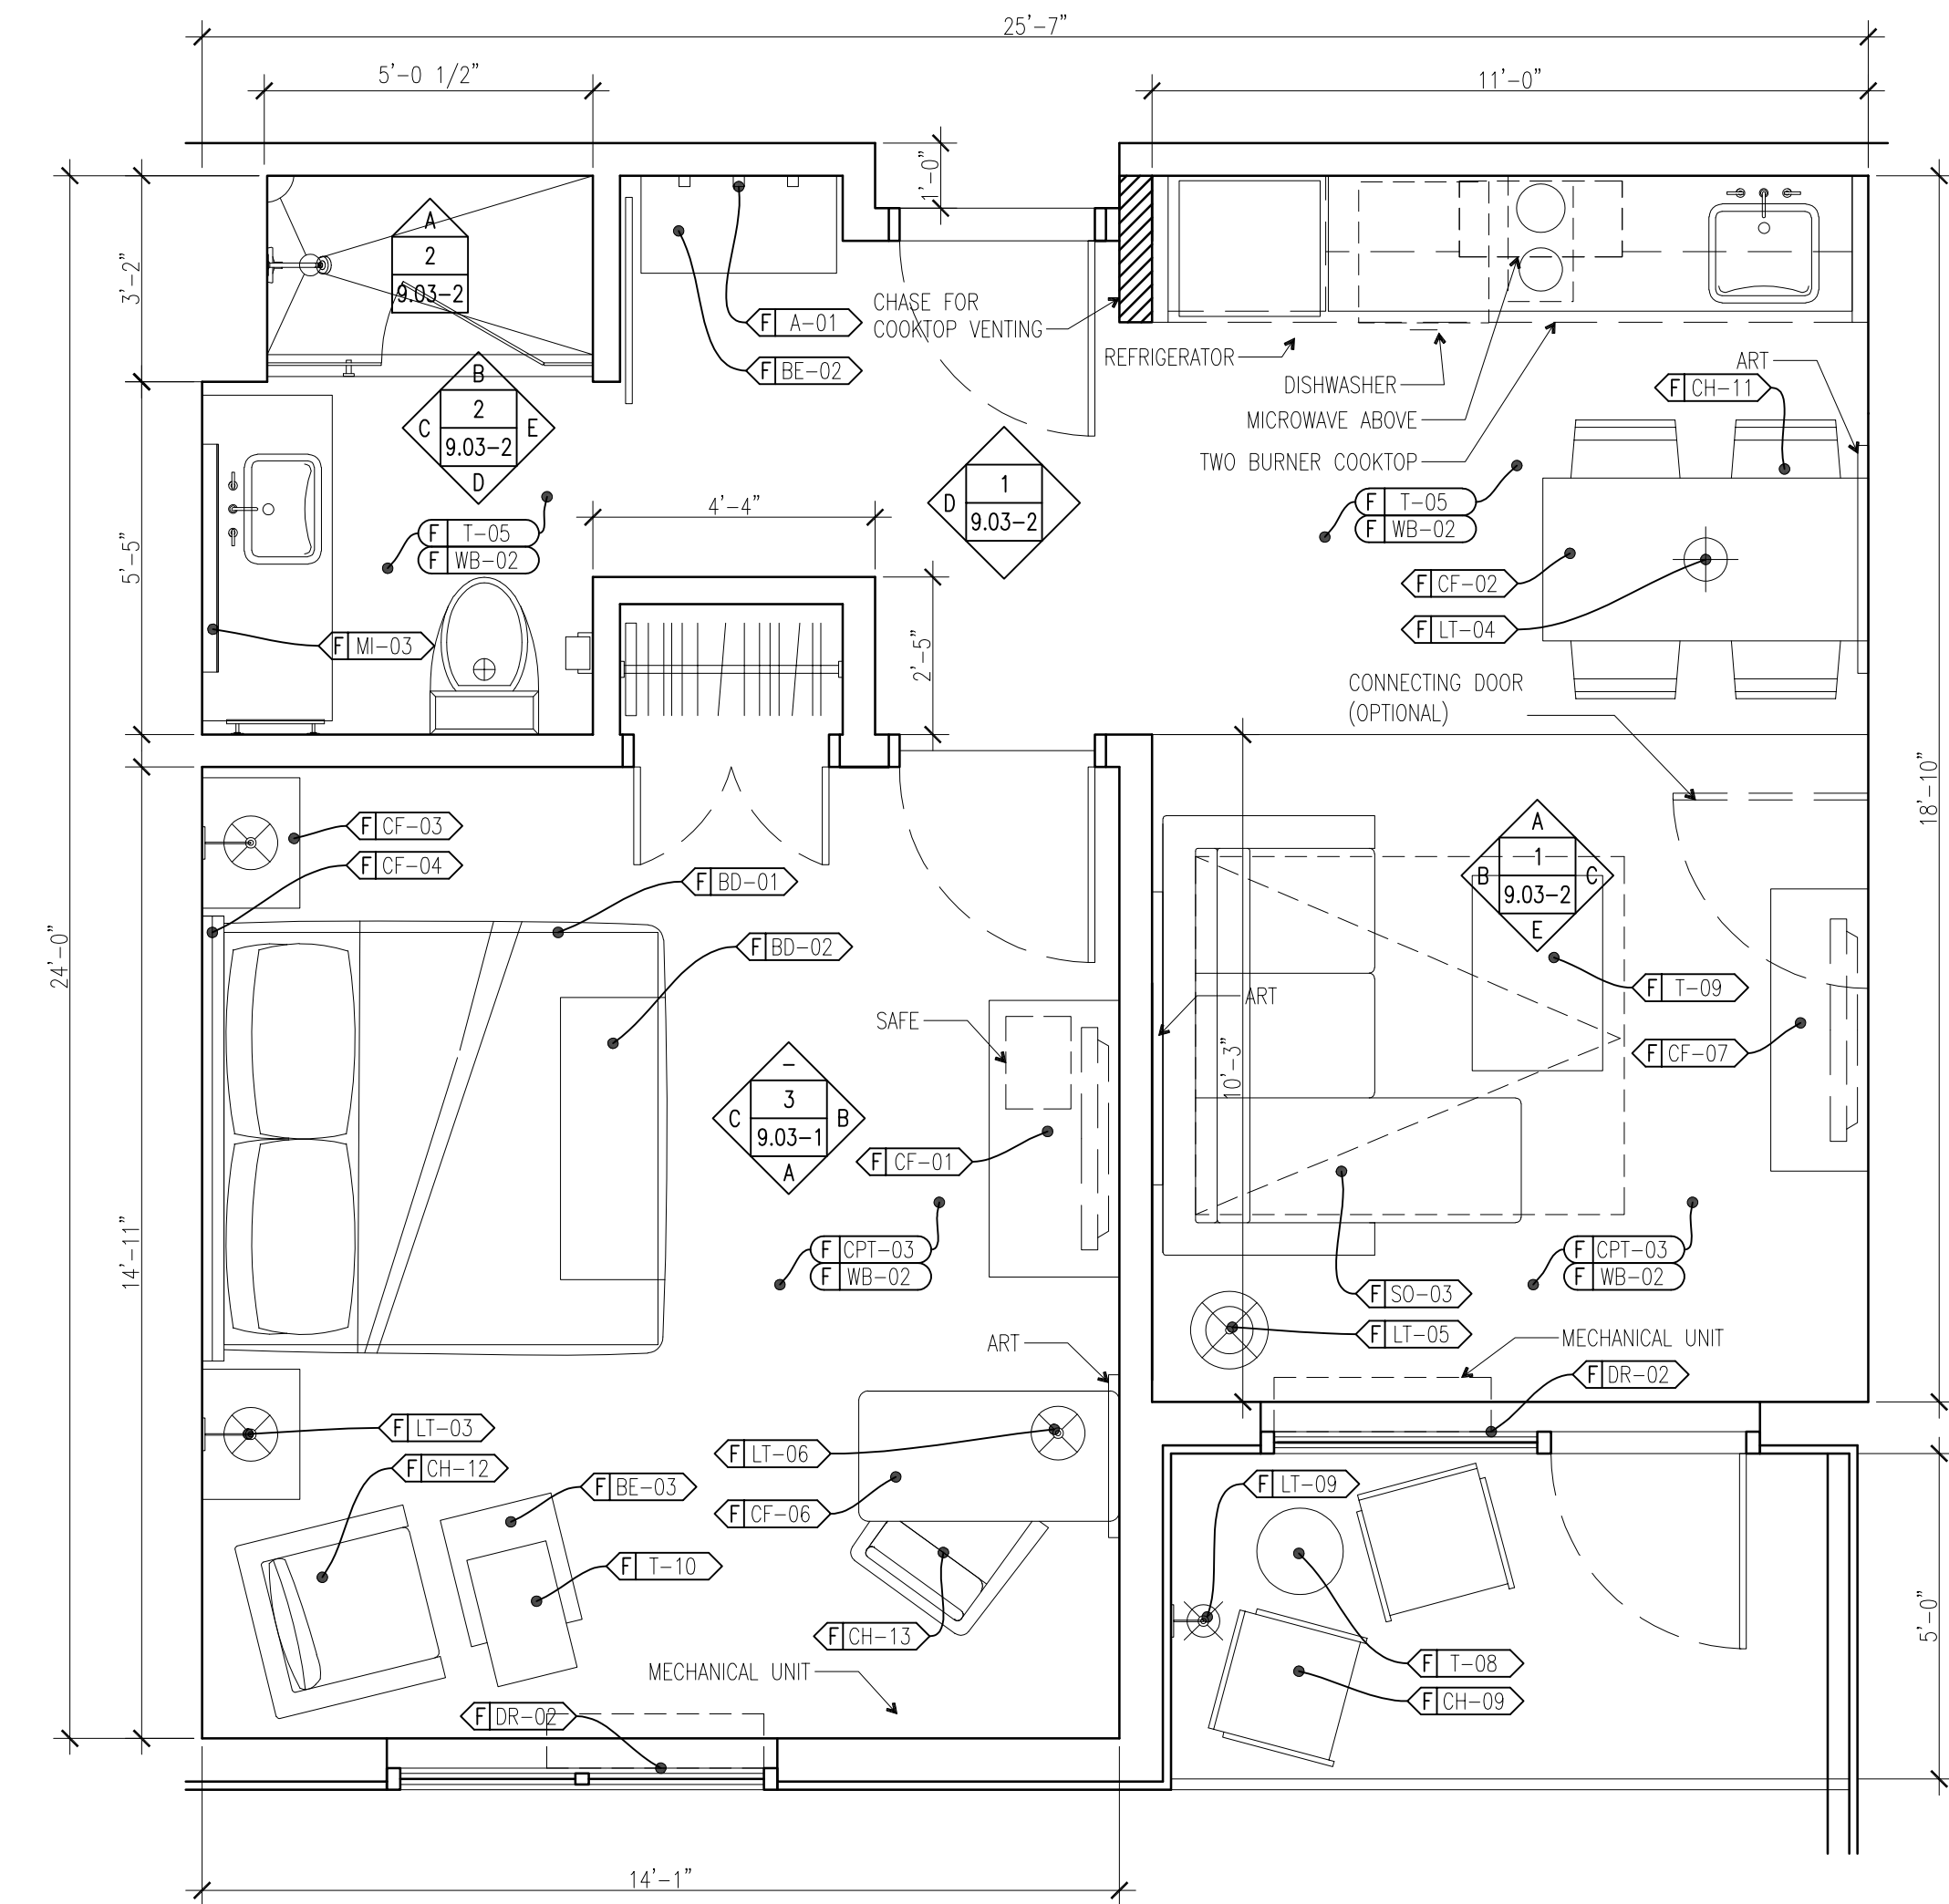 25'-7"
5'-0 1/2"
11'-0"
1'-0"
3'-2"
A
2
9.03-2
F A-01
CHASE FOR
COOKTOP VENTING
F BE-02
REFRIGERATOR
DISHWASHER
MICROWAVE ABOVE
TWO BURNER COOKTOP
ART
F CH-11
B
C
2
E
9.03-2
D
5'-5"
F T-05
F WB-02
4'-4"
D
1
9.03-2
F T-05
F WB-02
F CF-02
F LT-04
F MI-03
2'-5"
CONNECTING DOOR
(OPTIONAL)
18'-10"
24'-0"
14'-11"
F CF-03
F CF-04
F BD-01
F BD-02
A
B
1
C
9.03-2
E
F T-09
SAFE
ART
F CF-07
10'-3"
-
C
3
B
9.03-1
A
F CF-01
F CPT-03
F WB-02
F CPT-03
F WB-02
F SO-03
F LT-05
ART
MECHANICAL UNIT
F DR-02
F LT-03
F CH-12
F BE-03
F LT-06
F CF-06
F LT-09
F T-10
F CH-13
5'-0"
F T-08
F CH-09
MECHANICAL UNIT
F DR-02
14'-1"